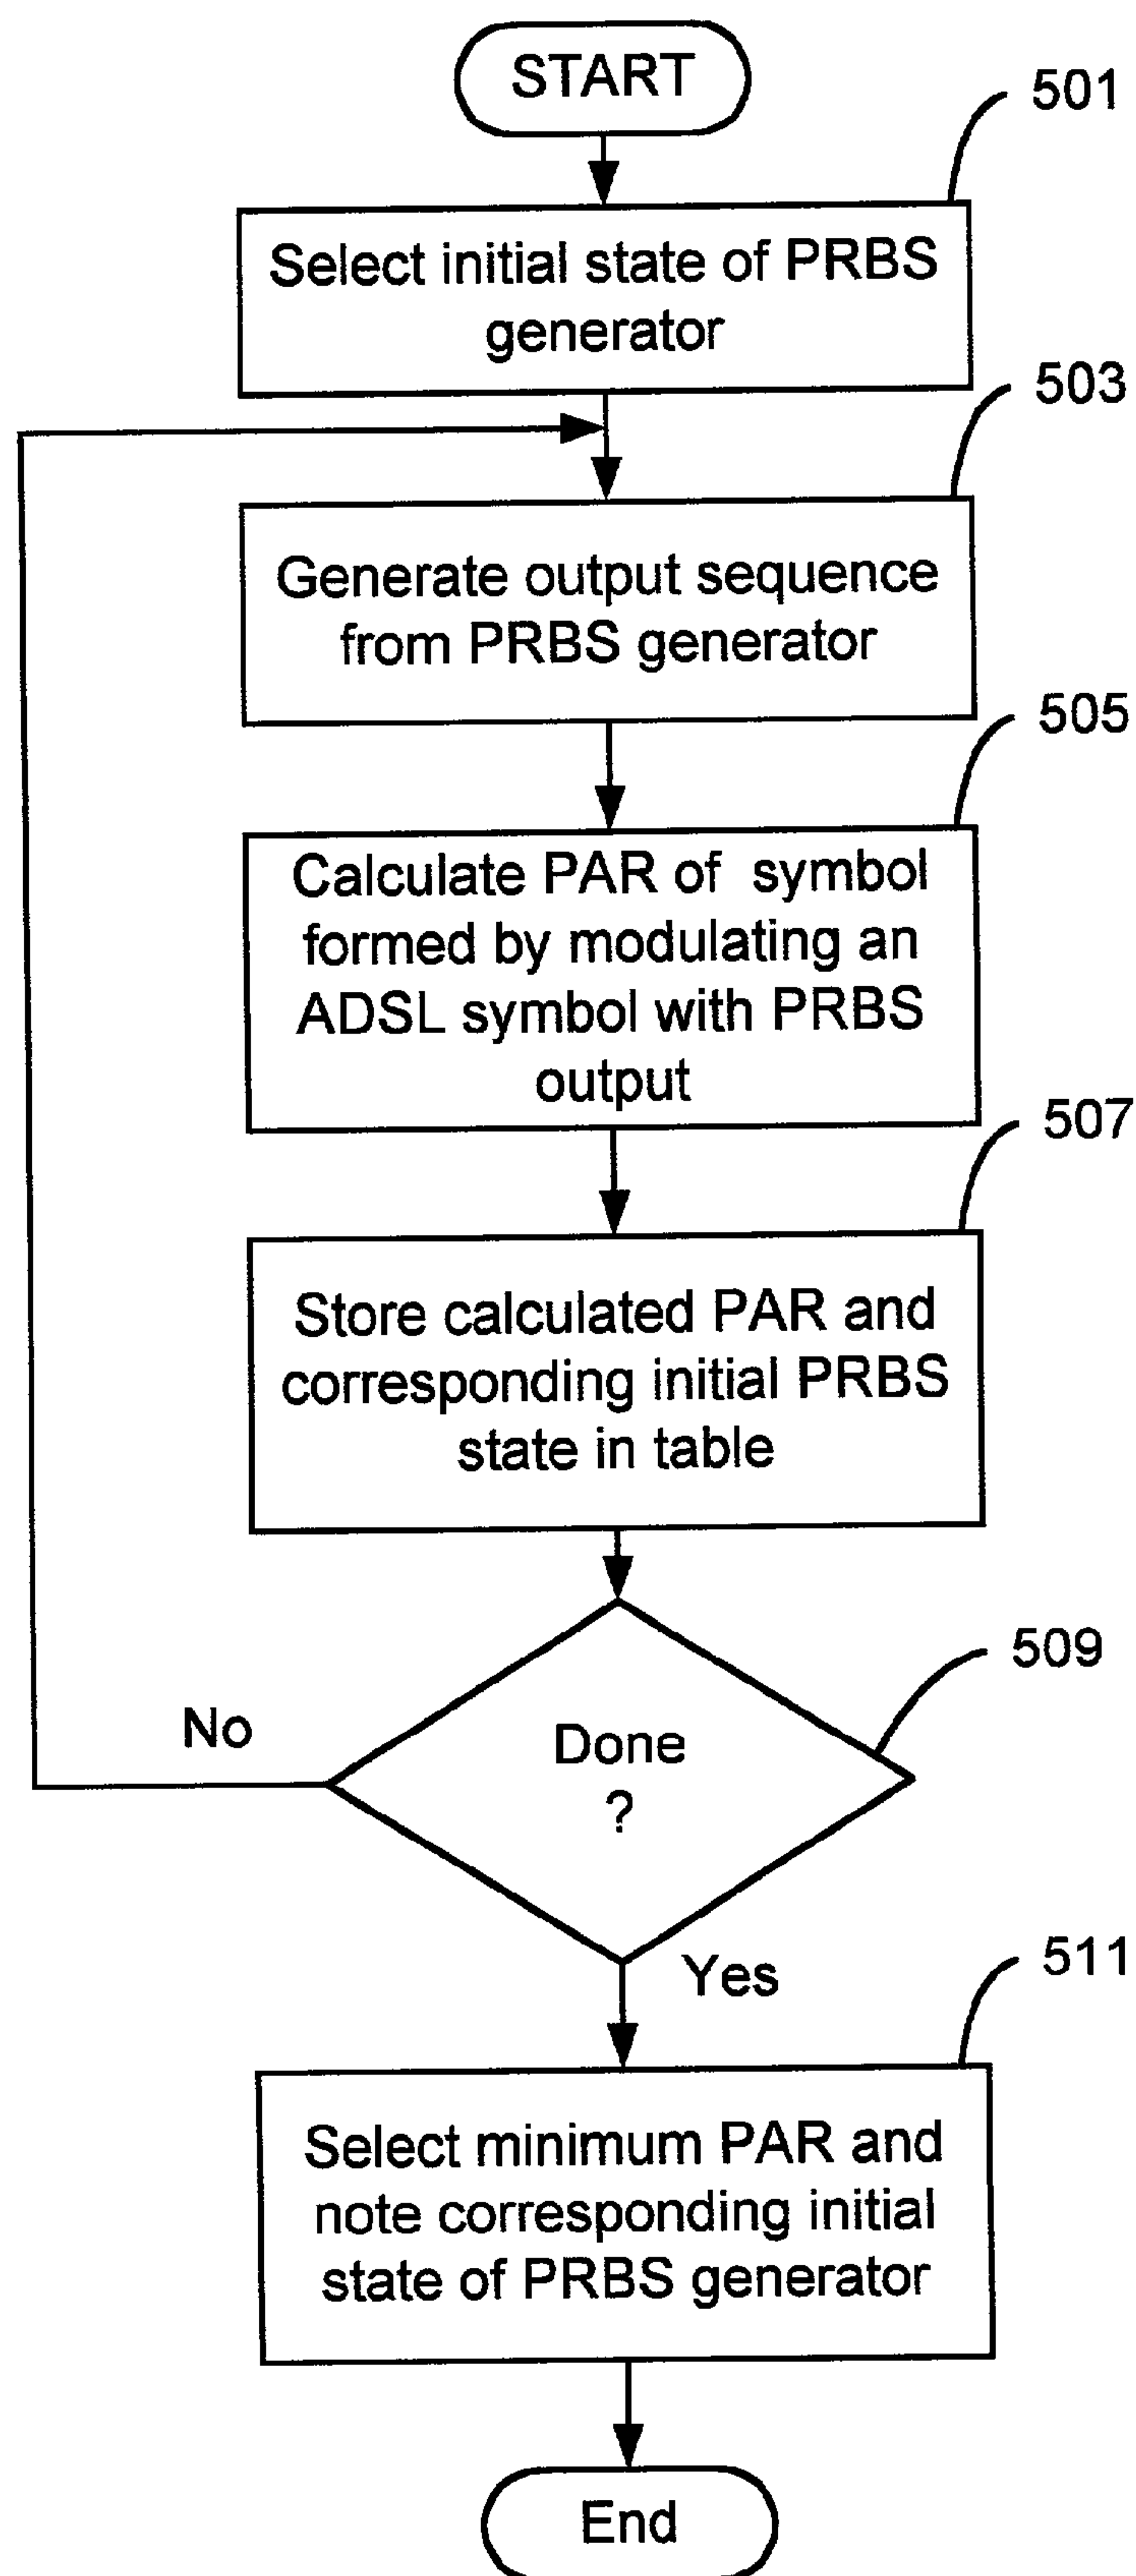 START
501
Select initial state of PRBS
generator
503
Generate output sequence
from PRBS generator
505
Calculate PAR of symbol
formed by modulating an
ADSL symbol with PRBS
output
507
Store calculated PAR and
corresponding initial PRBS
state in table
509
No
Done
?
Yes
511
Select minimum PAR and
note corresponding initial
state of PRBS generator
End